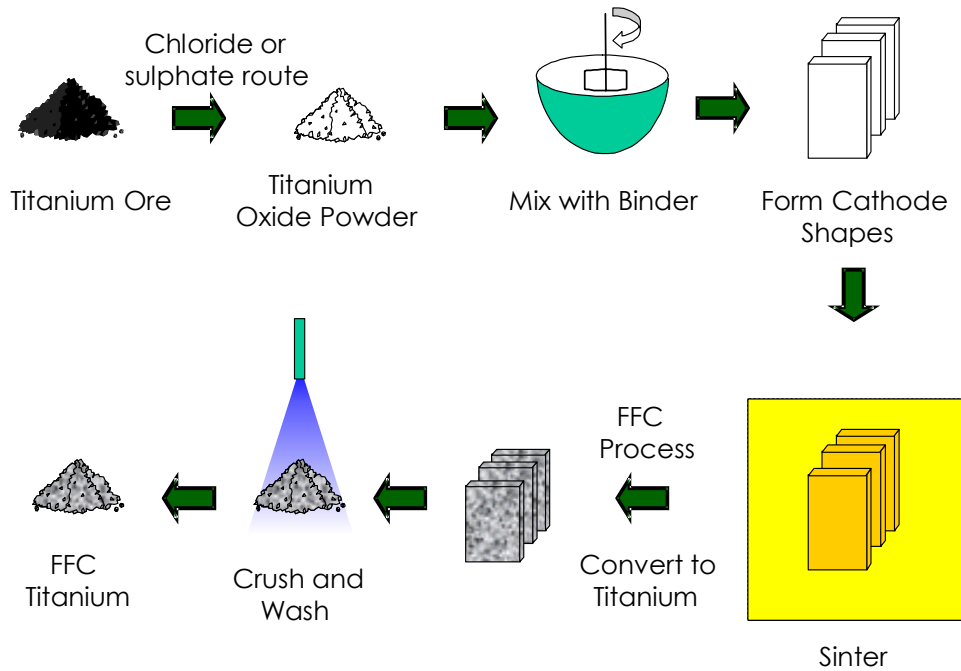 Chloride or
sulphate route
Titanium Ore
Titanium
Oxide Powder
Mix with Binder
Form Cathode
Shapes
FFC
Process
Convert to
Titanium
Sinter
Crush and
Wash
FFC
Titanium